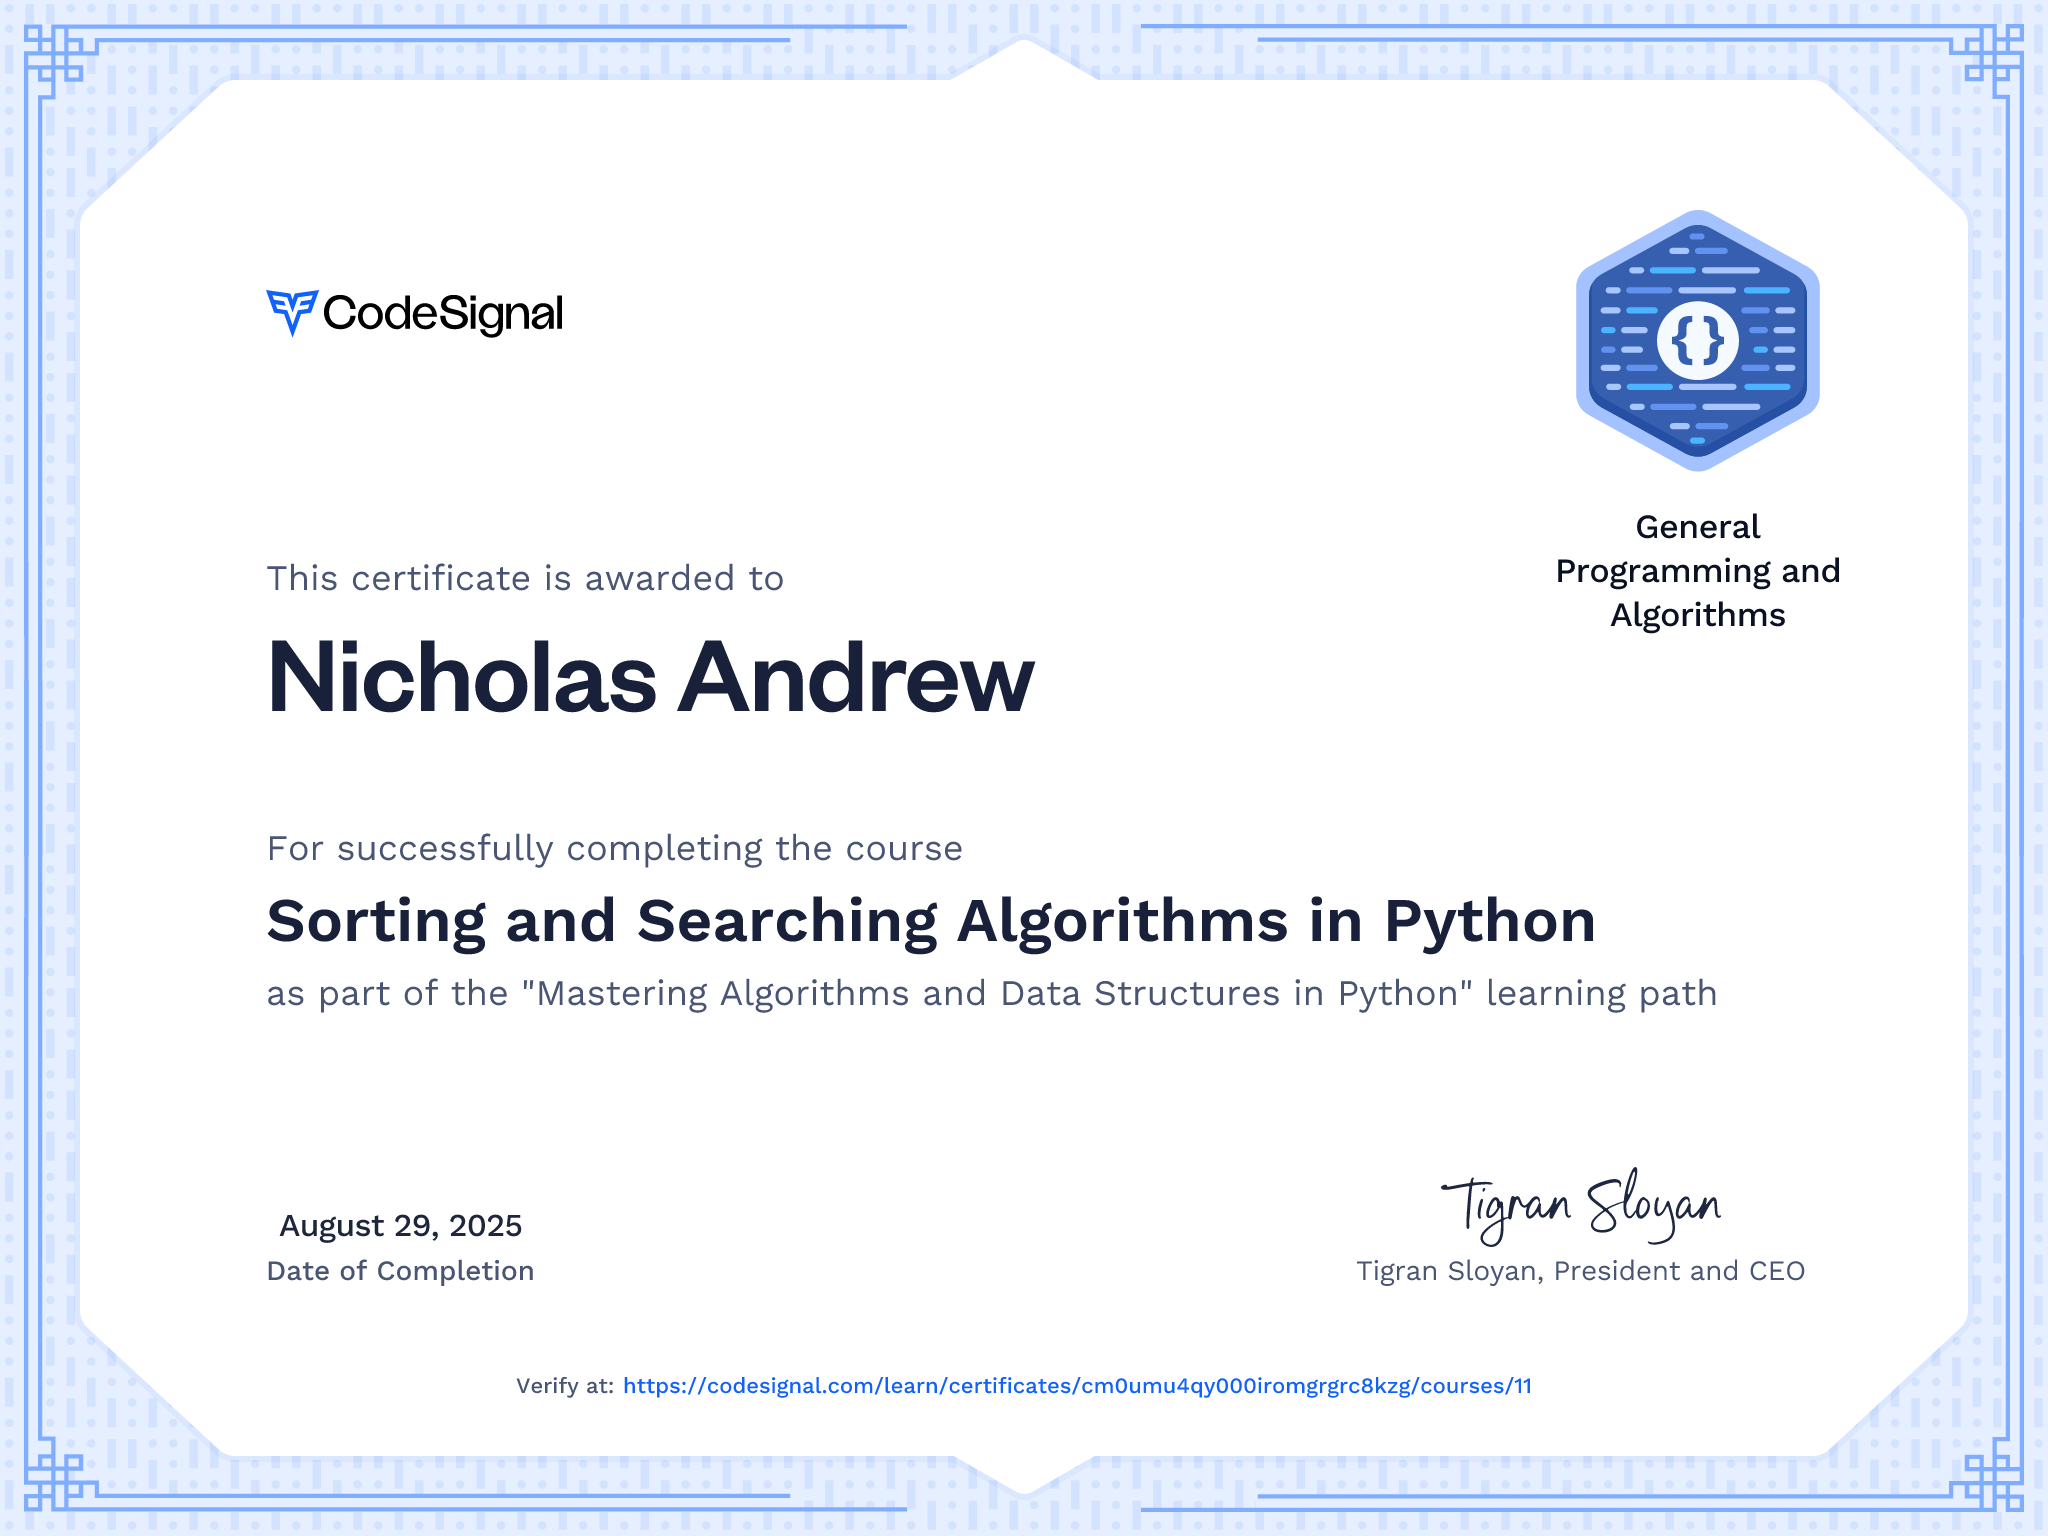 CodeSignal
{}
General
Programming and
Algorithms
This certificate is awarded to
Nicholas Andrew
For successfully completing the course
Sorting and Searching Algorithms in Python
as part of the "Mastering Algorithms and Data Structures in Python" learning path
Tigran Sloyan
August 29, 2025
Date of Completion
Tigran Sloyan, President and CEO
Verify at: https://codesignal.com/learn/certificates/cm0umu4qy000iromgrgrc8kzg/courses/11